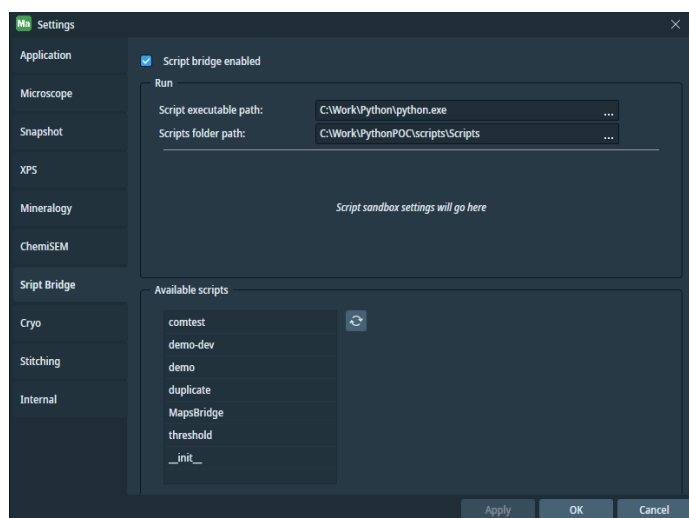 Ma Settings
Application
Microscope
Snapshot
XPS
Mineralogy
ChemiSEM
Sript Bridge
Cryo
Stitching
Internal
Script bridge enabled
Run
Script executable path: C:\Work\Python\python.exe ...
Scripts folder path: C:\Work\PythonPOC\scripts\Scripts ...
Script sandbox settings will go here
Available scripts
comtest
demo-dev
demo
duplicate
MapsBridge
threshold
__init__
Apply OK Cancel